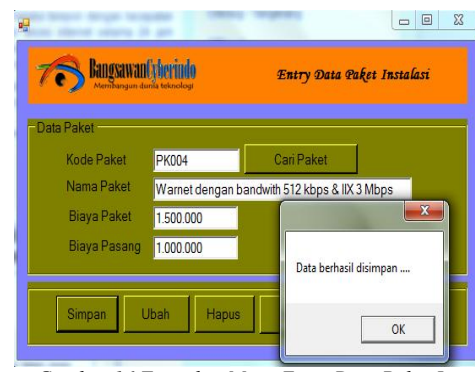 BangsawanCyberindo
Membangun dunia teknologi
Entry Data Paket Instalasi
Data Paket
Kode Paket PK004 Cari Paket
Nama Paket Warnet dengan bandwith 512 kbps & IIX 3 Mbps
Biaya Paket 1.500.000
Biaya Pasang 1.000.000
X
Data berhasil disimpan ....
Simpan Ubah Hapus
OK